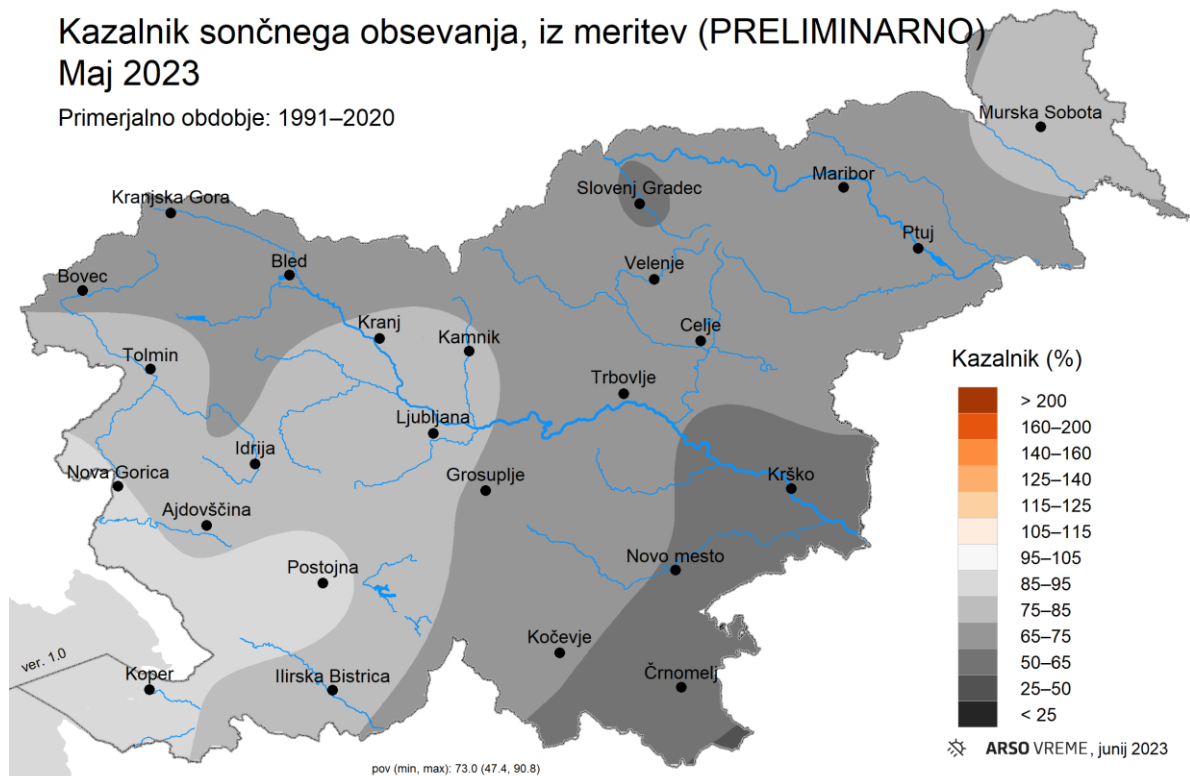 Kazalnik sončnega obsevanja, iz meritev (PRELIMINARNO)
Maj 2023
Primerjalno obdobje: 1991–2020
Murska Sobota
Maribor
Slovenj Gradec
Kranjska Gora
Ptuj
Bled
Velenje
Bovec
Kranj
Celje
Kamnik
Tolmin
Trbovlje
Ljubljana
Idrija
Nova Gorica
Grosuplje
Krško
Ajdovščina
Novo mesto
Postojna
Kočevje
Koper
Ilirska Bistrica
Črnomelj
ver. 1.0
Kazalnik (%)
> 200
160–200
140–160
125–140
115–125
105–115
95–105
85–95
75–85
65–75
50–65
25–50
< 25
ARSO VREME, junij 2023
pov (min, max): 73.0 (47.4, 90.8)